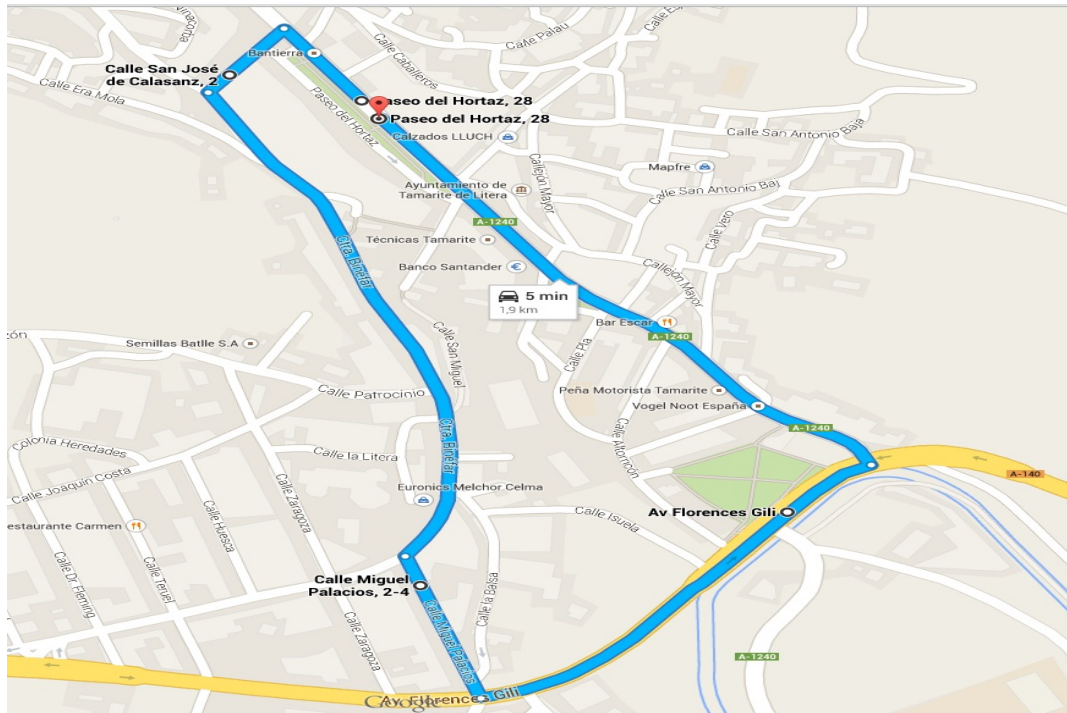 Calle Palau
Bantierra
Calle Caballeros
Calle San José
de Calasanz, 2
Calle Era Mola
Paseo del Hortaz
Paseo del Hortaz, 28
Calzados LLUCH
Calle San Antonio Baja
Mapfre
Callejón Mayor
Ayuntamiento de
Tamarite de Litera
Calle San Antonio Baj
A-1240
Calle Vero
Técnicas Tamarite
Ctra. Binéfar
Banco Santander
Callejón Mayor
5 min
1,9 km
Bar Escar
A-1240
Calle San Miguel
Calle Pla
Semillas Batlle S.A
Calle Patrocinio
Peña Motorista Tamarite
Vogel Noot España
A-1240
Calle Altorricón
Ctra. Binéfar
Colonia Heredades
Calle la Litera
Calle Joaquín Costa
A-140
Euronics Melchor Celma
Calle Zaragoza
Av Florences Gili
Calle Isuela
estaurante Carmen
Calle Huesca
Calle Teruel
Calle Dr. Fleming
Calle Miguel
Palacios, 2-4
Calle la Balsa
Calle Miguel Palacios
Calle Zaragoza
A-1240
Av. Florences Gili
Google